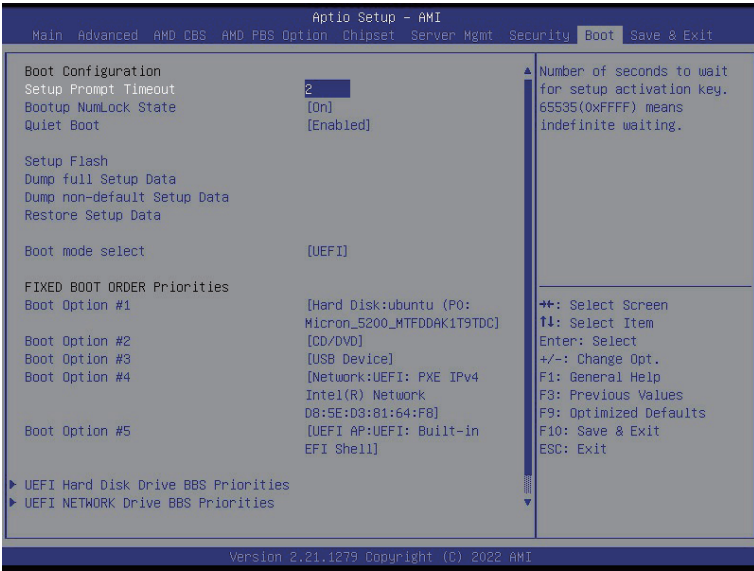 Aptio Setup – AMI
Main Advanced AMD CBS AMD PBS Option Chipset Server Mgmt Security Boot Save & Exit
Boot Configuration
Setup Prompt Timeout 2
Bootup NumLock State [On]
Quiet Boot [Enabled]
Setup Flash
Dump full Setup Data
Dump non-default Setup Data
Restore Setup Data
Boot mode select [UEFI]
FIXED BOOT ORDER Priorities
Boot Option #1 [Hard Disk:ubuntu (P0:
Micron_5200_MTFDDAK1T9TDC]
Boot Option #2 [CD/DVD]
Boot Option #3 [USB Device]
Boot Option #4 [Network:UEFI: PXE IPv4
Intel(R) Network
D8:5E:D3:81:64:F8]
Boot Option #5 [UEFI AP:UEFI: Built-in
EFI Shell]
UEFI Hard Disk Drive BBS Priorities
UEFI NETWORK Drive BBS Priorities
Number of seconds to wait
for setup activation key.
65535(0xFFFF) means
indefinite waiting.
→←: Select Screen
↑↓: Select Item
Enter: Select
+/-: Change Opt.
F1: General Help
F3: Previous Values
F9: Optimized Defaults
F10: Save & Exit
ESC: Exit
Version 2.21.1279 Copyright (C) 2022 AMI